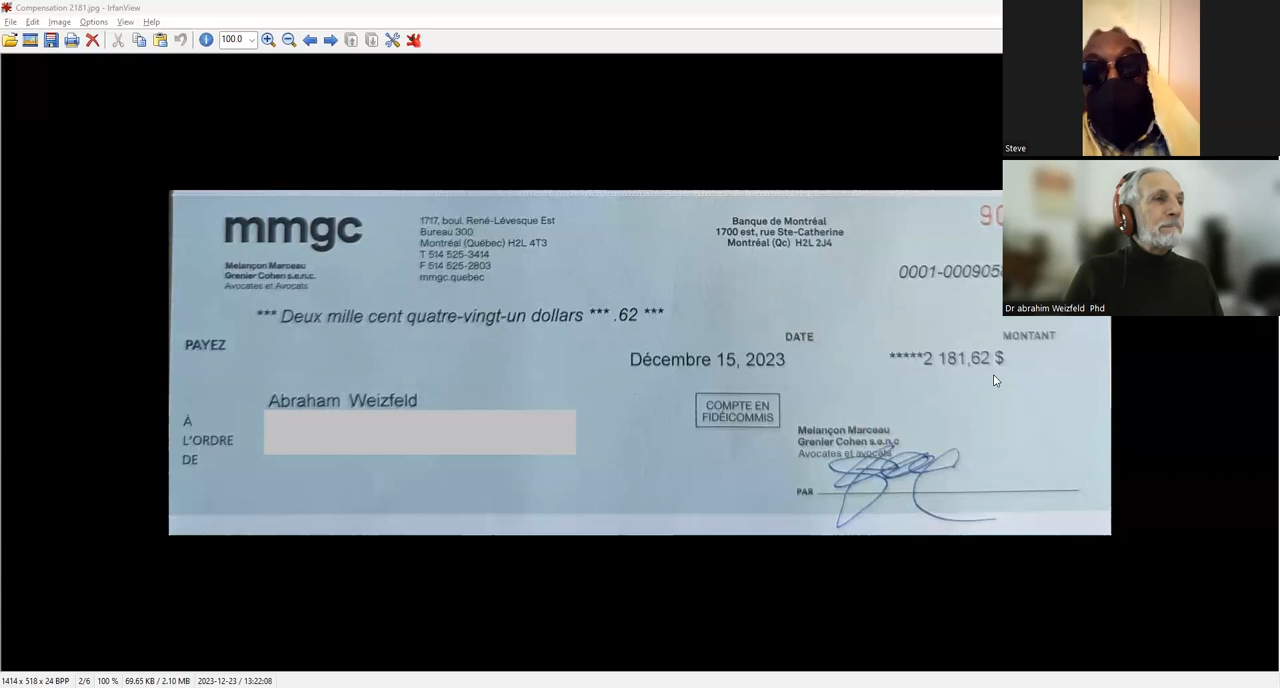 Compensation 2181.jpg - IrfanView
File Edit Image Options View Help
100.0
Steve
Dr abrahim Weizfeld Phd
mmgc
Melançon Marceau
Grenier Cohen s.e.n.c.
Avocates et Avocats
1717, boul. René-Lévesque Est
Bureau 300
Montréal (Québec) H2L 4T3
T 514 525-3414
F 514 525-2803
mmgc.quebec
Banque de Montréal
1700 est, rue Ste-Catherine
Montréal (Qc) H2L 2J4
90
0001-000905
*** Deux mille cent quatre-vingt-un dollars *** .62 ***
PAYEZ
DATE
MONTANT
Décembre 15, 2023
*****2 181,62 $
Abraham Weizfeld
À
L'ORDRE
DE
COMPTE EN
FIDÉICOMMIS
Melançon Marceau
Grenier Cohen s.e.n.c
Avocates et avocats
PAR
1414 x 518 x 24 BPP 2/6 100 % 69.65 KB / 2.10 MB 2023-12-23 / 13:22:08